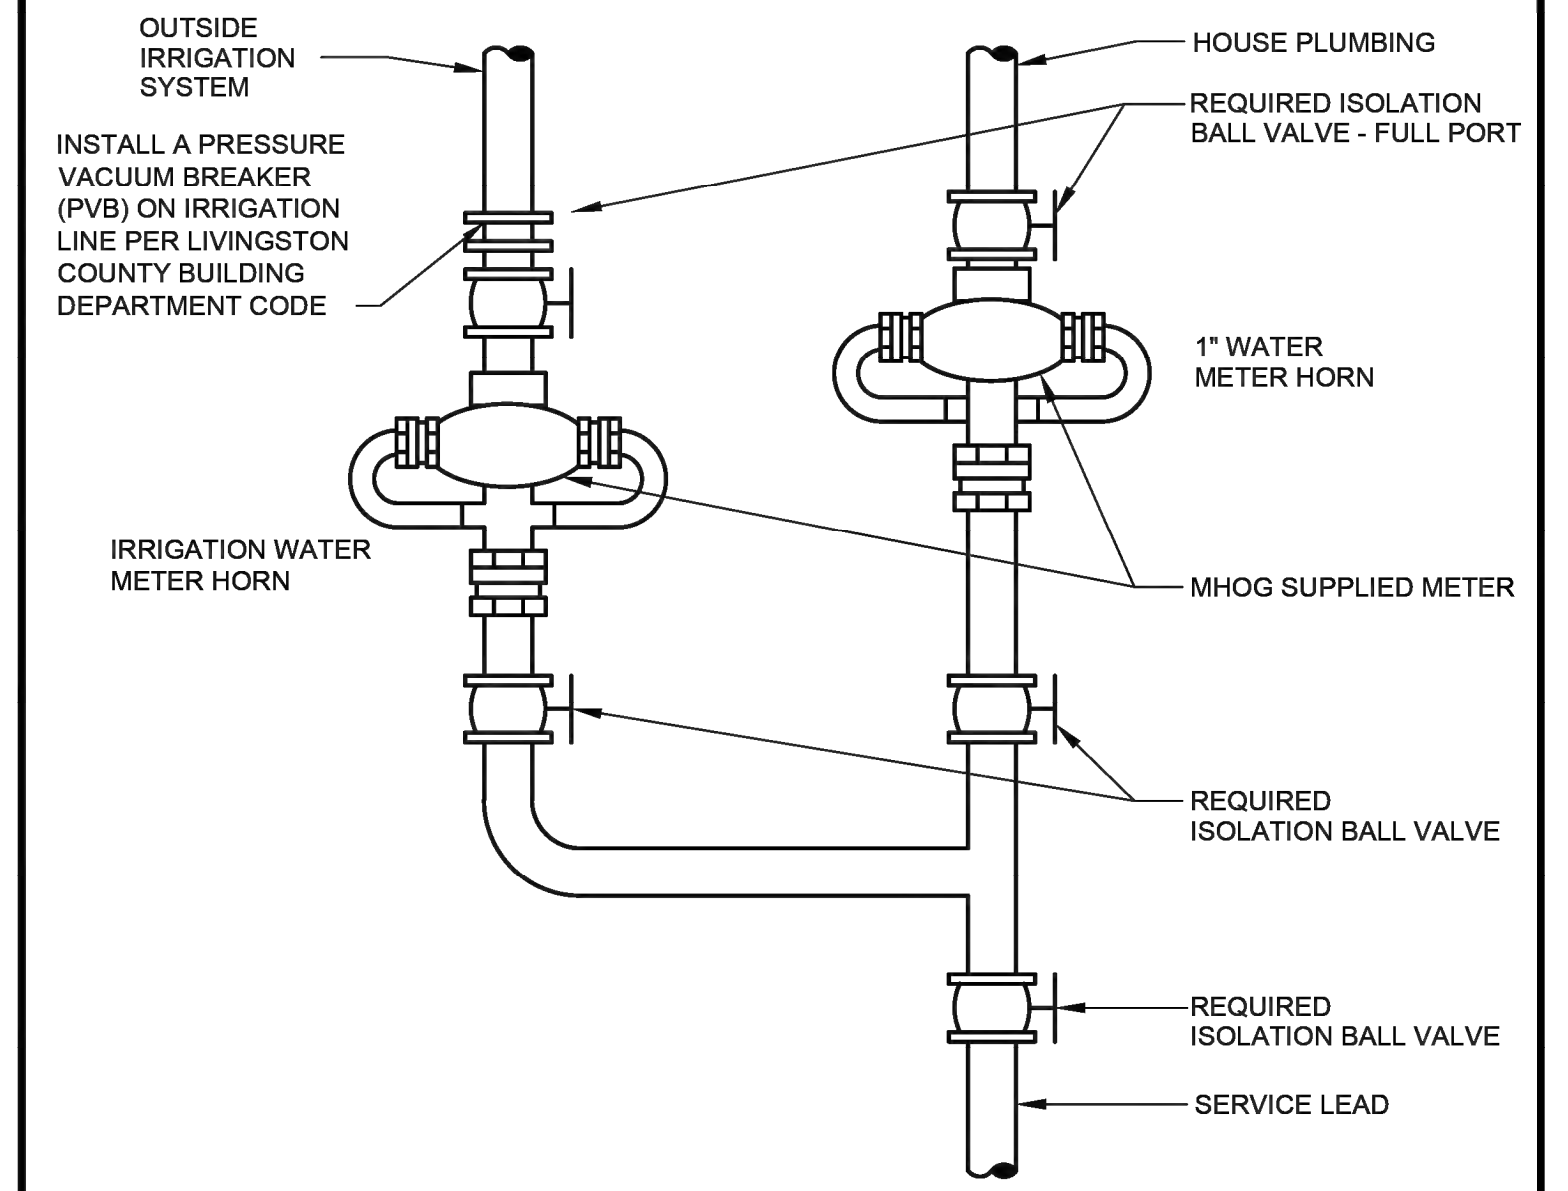 OUTSIDE
IRRIGATION
SYSTEM
INSTALL A PRESSURE
VACUUM BREAKER
(PVB) ON IRRIGATION
LINE PER LIVINGSTON
COUNTY BUILDING
DEPARTMENT CODE
IRRIGATION WATER
METER HORN
HOUSE PLUMBING
REQUIRED ISOLATION
BALL VALVE - FULL PORT
1" WATER
METER HORN
MHOG SUPPLIED METER
REQUIRED
ISOLATION BALL VALVE
REQUIRED
ISOLATION BALL VALVE
SERVICE LEAD